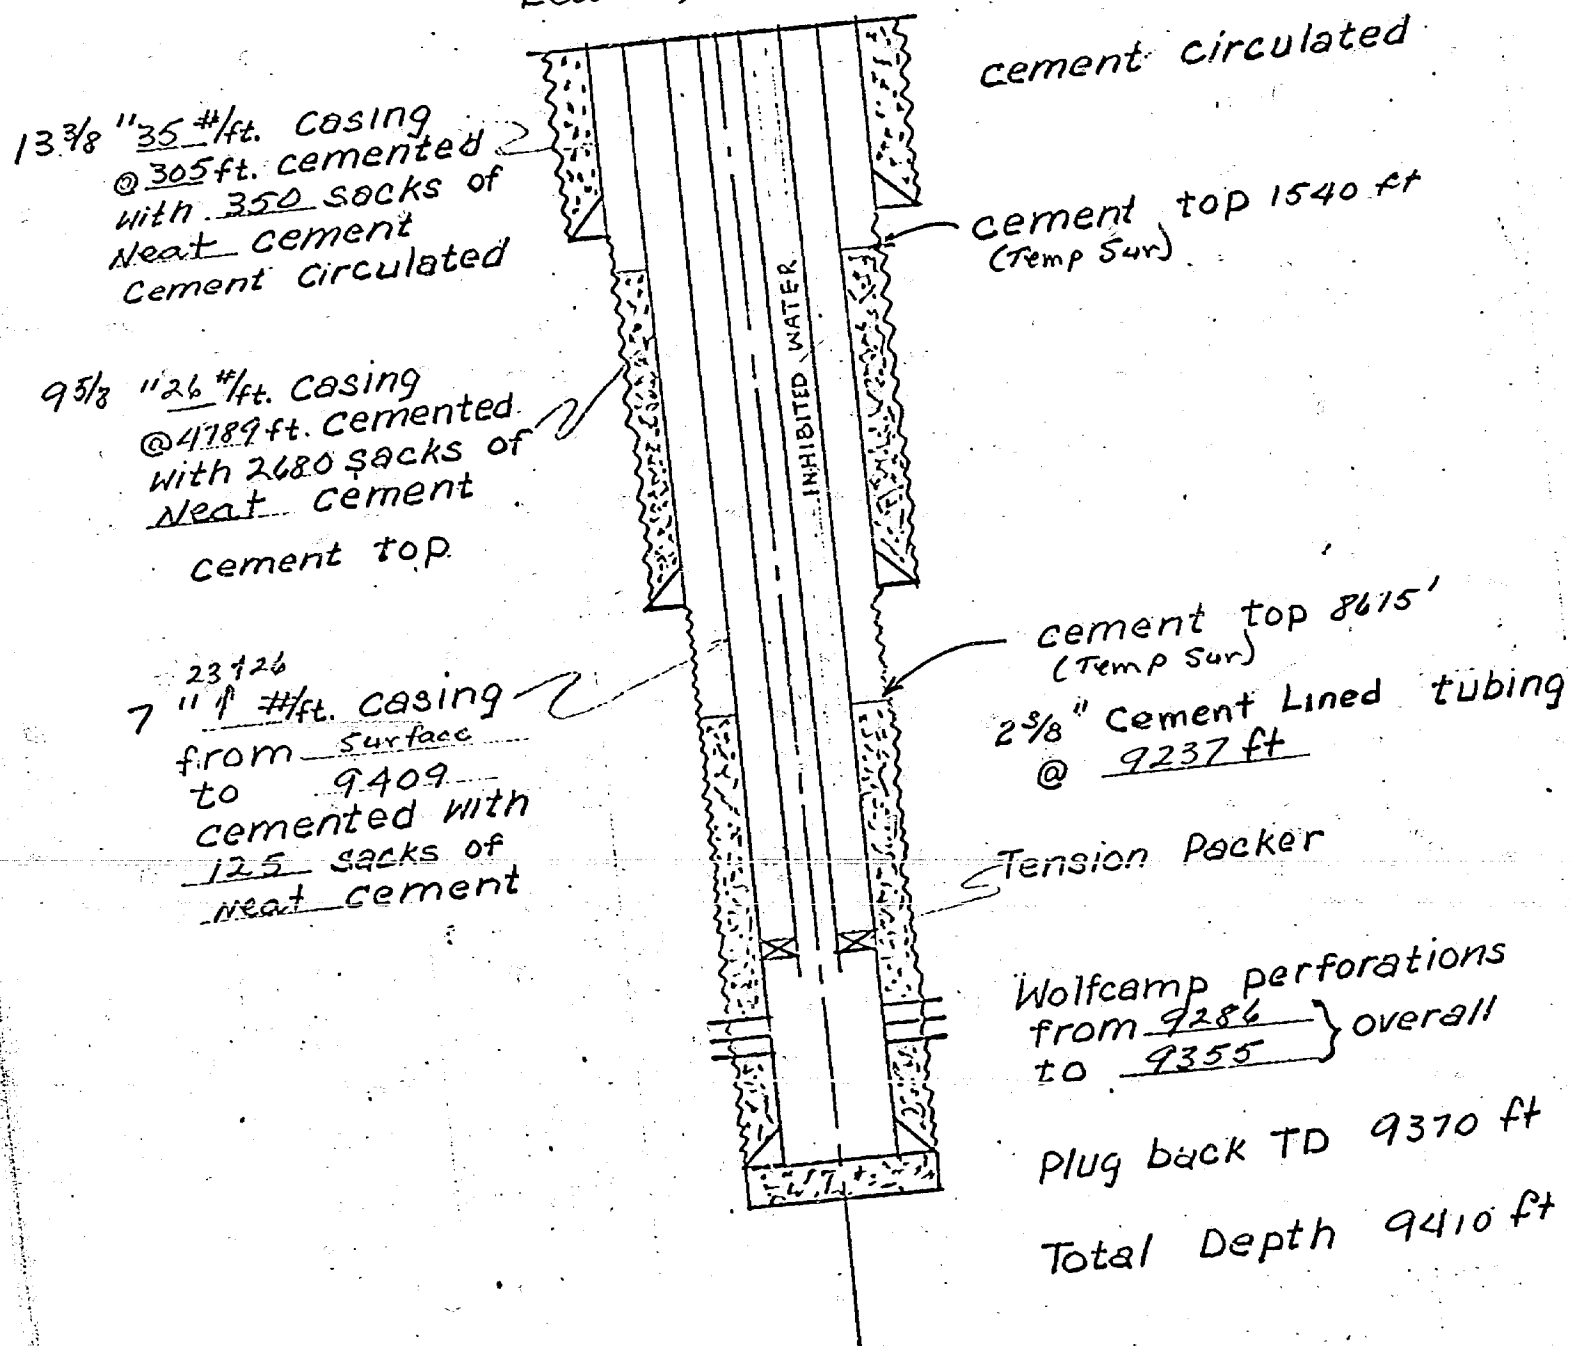 cement circulated
13 3/8 "35 #/ft. casing
@ 305 ft. cemented
with 350 sacks of
Neat cement
Cement Circulated
cement top 1540 ft
(Temp Sur)
INHIBITED WATER
9 5/8 "26 #/ft. casing
@ 4789 ft. cemented
with 2680 sacks of
Neat cement
cement top
cement top 8675'
(Temp Sur)
23 & 26
7 " ↑ #/ft. casing
from surface
to 9409
cemented with
125 sacks of
Neat cement
2 3/8" Cement Lined tubing
@ 9237 ft
Tension Packer
Wolfcamp perforations
from 9286 } overall
to 9355
Plug back TD 9370 ft
Total Depth 9410 ft